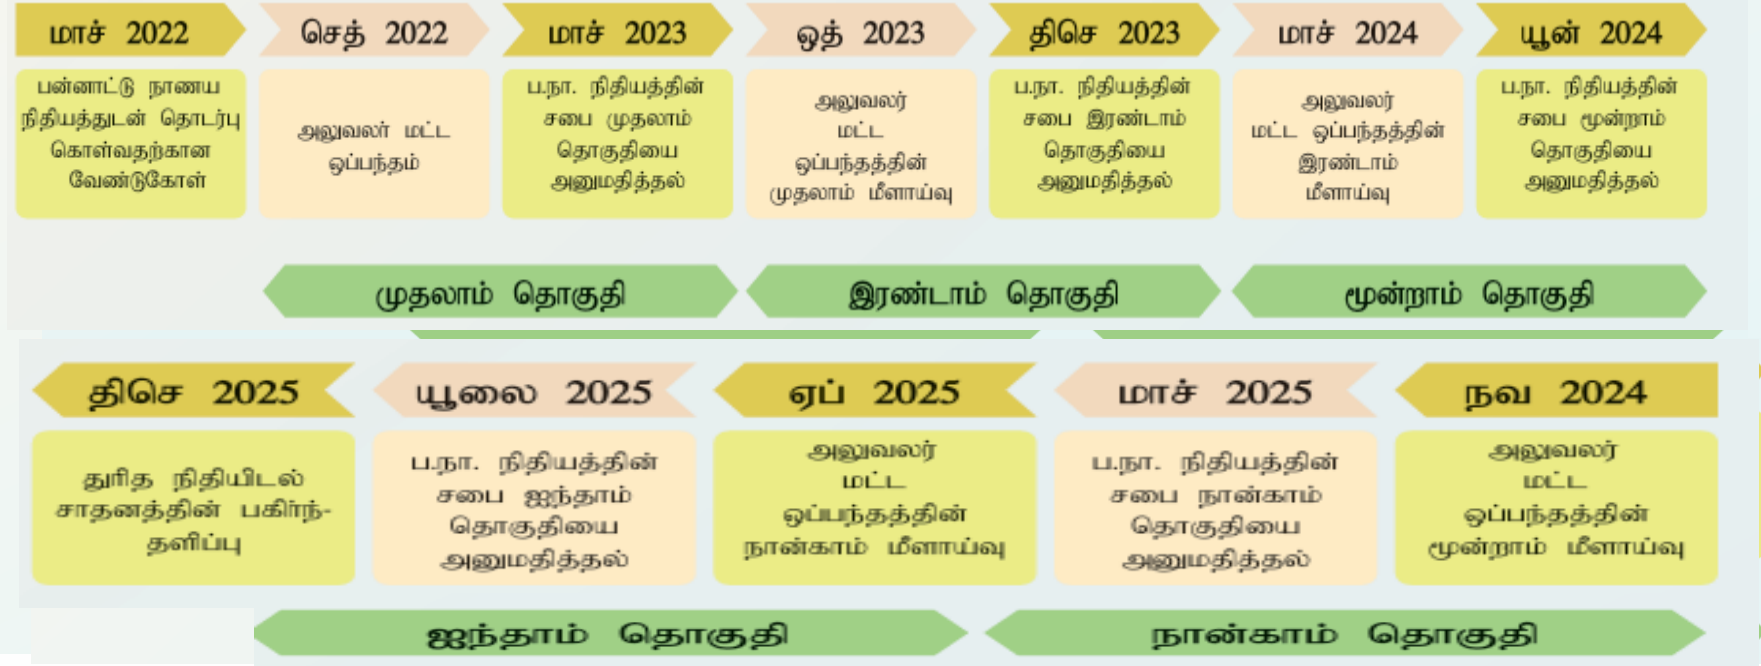 மார்ச் 2022
பன்னாட்டு நாணய
நிதியத்துடன் தொடர்பு
கொள்வதற்கான
வேண்டுகோள்
செத் 2022
அலுவலர் மட்ட
ஒப்பந்தம்
மார்ச் 2023
ப.நா. நிதியத்தின்
சபை முதலாம்
தொகுதியை
அனுமதித்தல்
ஒத் 2023
அலுவலர்
மட்ட
ஒப்பந்தத்தின்
முதலாம் மீளாய்வு
திசெ 2023
ப.நா. நிதியத்தின்
சபை இரண்டாம்
தொகுதியை
அனுமதித்தல்
மார்ச் 2024
அலுவலர்
மட்ட ஒப்பந்தத்தின்
இரண்டாம்
மீளாய்வு
யூன் 2024
ப.நா. நிதியத்தின்
சபை மூன்றாம்
தொகுதியை
அனுமதித்தல்
முதலாம் தொகுதி
இரண்டாம் தொகுதி
மூன்றாம் தொகுதி
திசெ 2025
துரித நிதியிடல்
சாதனத்தின் பகிர்ந்-
தளிப்பு
யூலை 2025
ப.நா. நிதியத்தின்
சபை ஐந்தாம்
தொகுதியை
அனுமதித்தல்
ஏப் 2025
அலுவலர்
மட்ட
ஒப்பந்தத்தின்
நான்காம் மீளாய்வு
மார்ச் 2025
ப.நா. நிதியத்தின்
சபை நான்காம்
தொகுதியை
அனுமதித்தல்
நவ 2024
அலுவலர்
மட்ட
ஒப்பந்தத்தின்
மூன்றாம் மீளாய்வு
ஐந்தாம் தொகுதி
நான்காம் தொகுதி